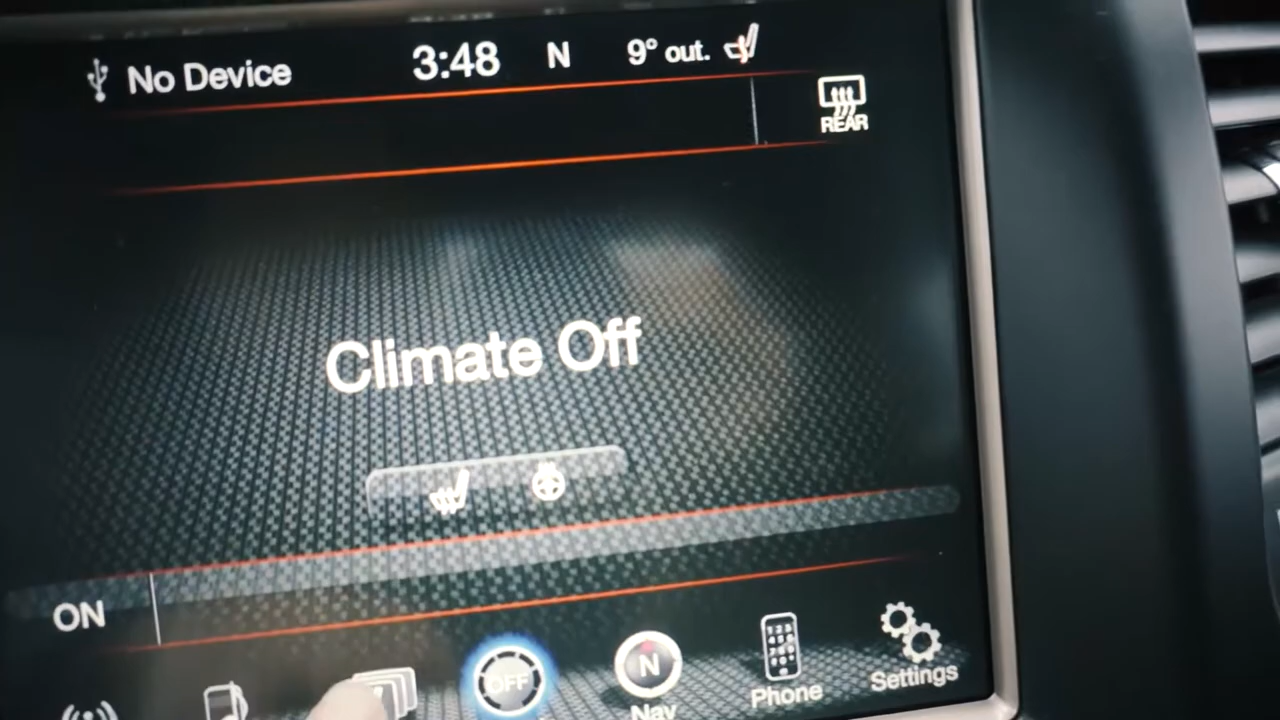 No Device 3:48 N 9° out.
REAR
Climate Off
ON
OFF
N
Nav
Phone
Settings